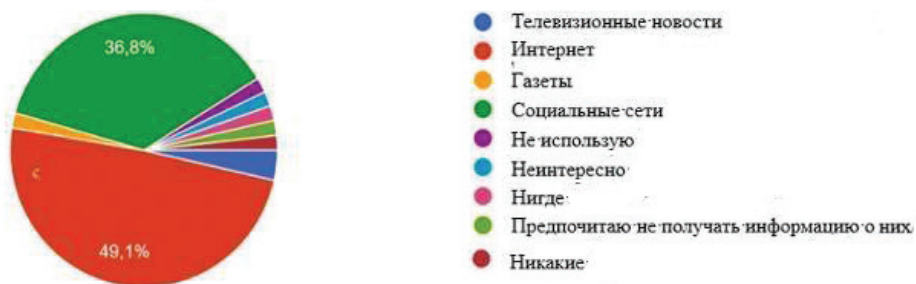 36,8%
49,1%
Телевизионные новости
Интернет
Газеты
Социальные сети
Не использую
Неинтересно
Нигде
Предпочитаю не получать информацию о них
Никакие